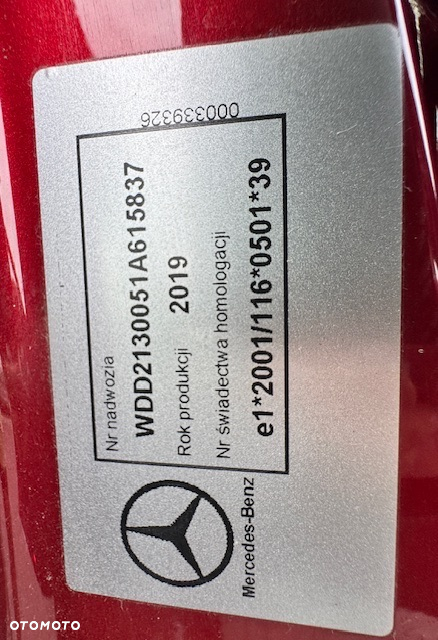 000339326
Nr nadwozia
WDD2130051A615837
Rok produkcji 2019
Nr świadectwa homologacji
e1*2001/116*0501*39
Mercedes-Benz
OTOMOTO